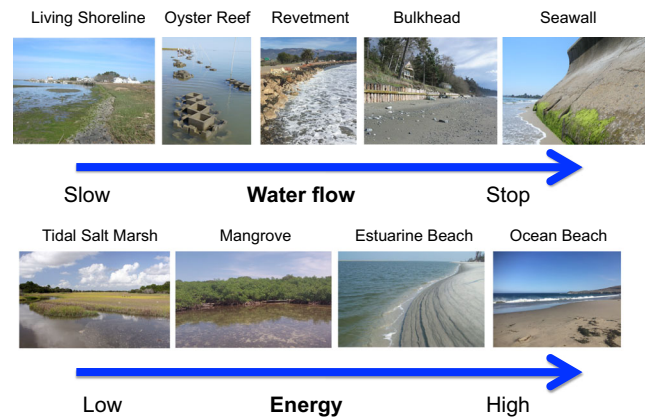 Living Shoreline Oyster Reef Revetment Bulkhead Seawall
Slow Water flow Stop
Tidal Salt Marsh Mangrove Estuarine Beach Ocean Beach
Low Energy High